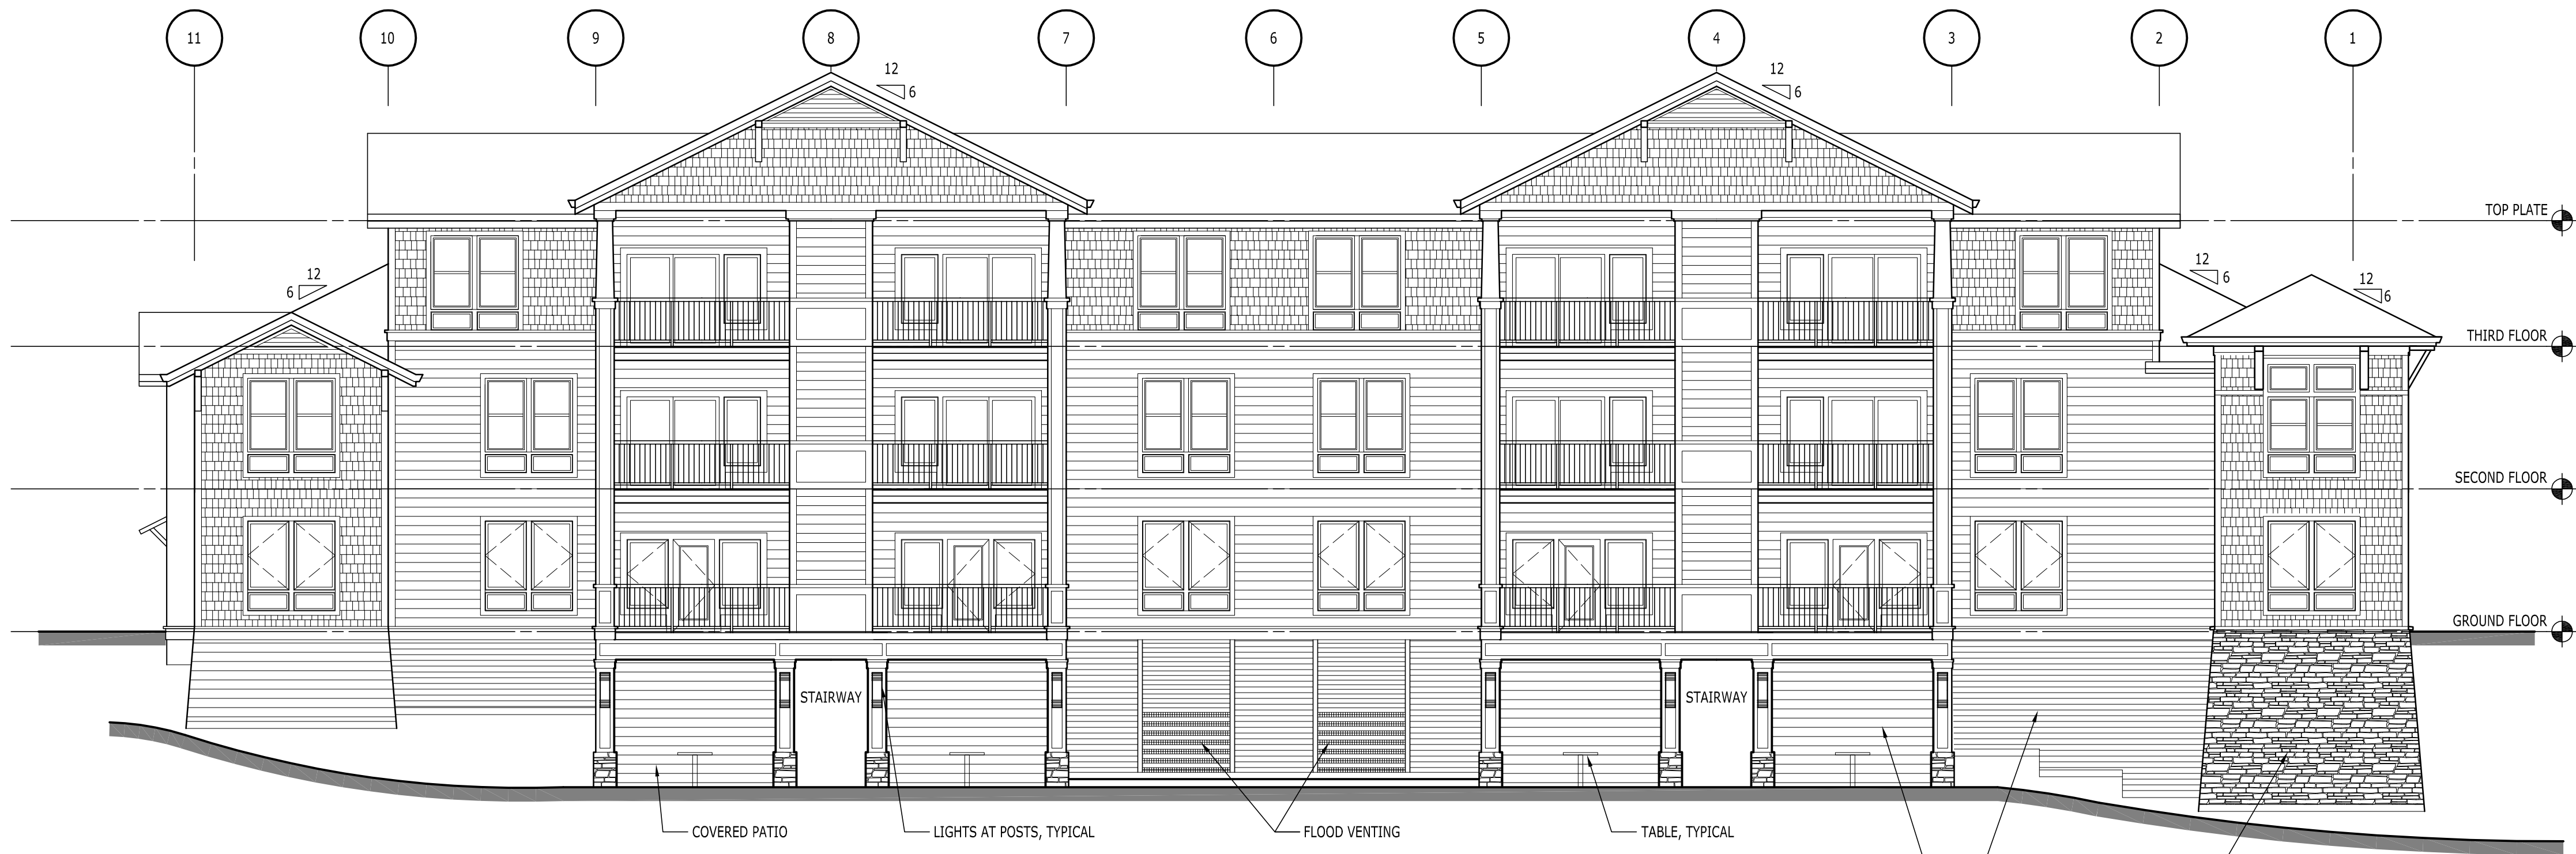 11
10
9
8
7
6
5
4
3
2
1
12
6
12
6
TOP PLATE
12
6
12
6
12
6
THIRD FLOOR
SECOND FLOOR
GROUND FLOOR
STAIRWAY
STAIRWAY
COVERED PATIO
LIGHTS AT POSTS, TYPICAL
FLOOD VENTING
TABLE, TYPICAL